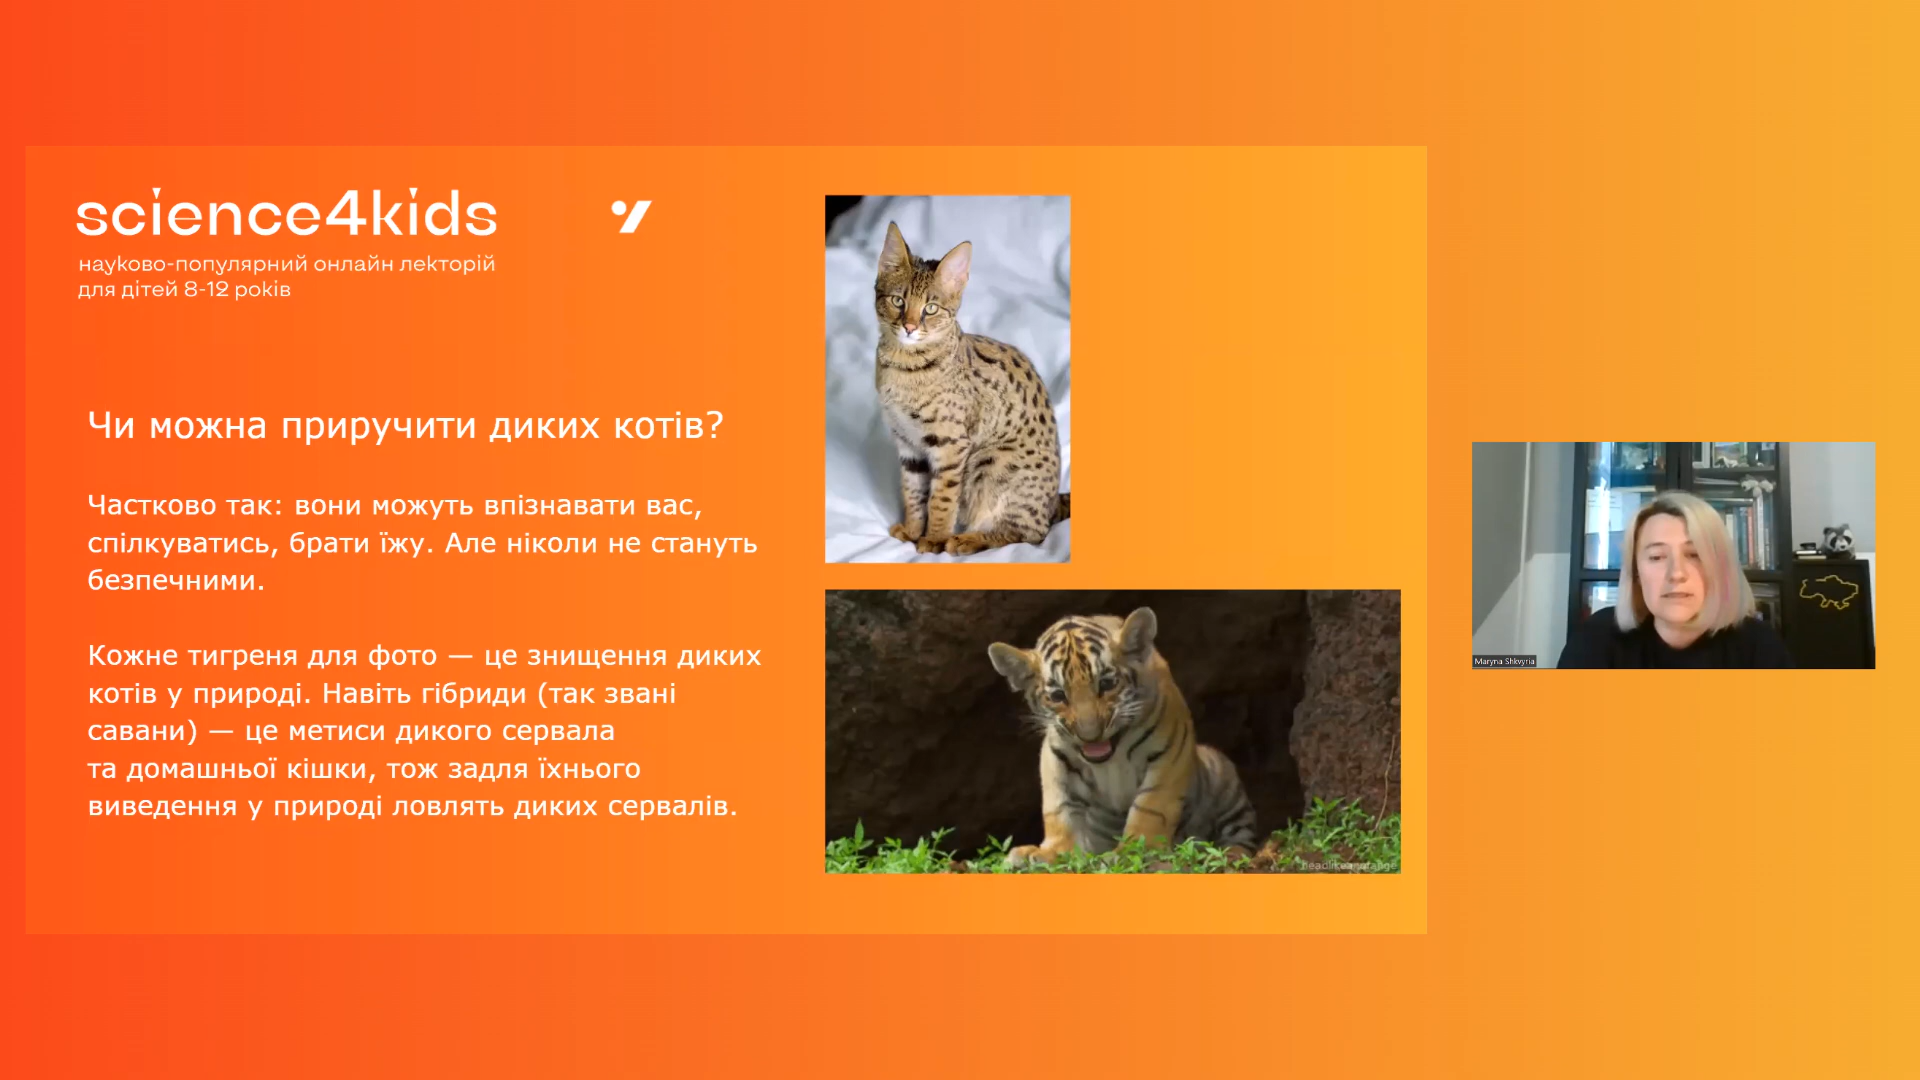 science4kids
науково-популярний онлайн лекторій
для дітей 8-12 років
Чи можна приручити диких котів?
Частково так: вони можуть впізнавати вас,
спілкуватись, брати їжу. Але ніколи не стануть
безпечними.
Кожне тигреня для фото — це знищення диких
котів у природі. Навіть гібриди (так звані
савани) — це метиси дикого сервала
та домашньої кішки, тож задля їхнього
виведення у природі ловлять диких сервалів.
Maryna Shkvyria